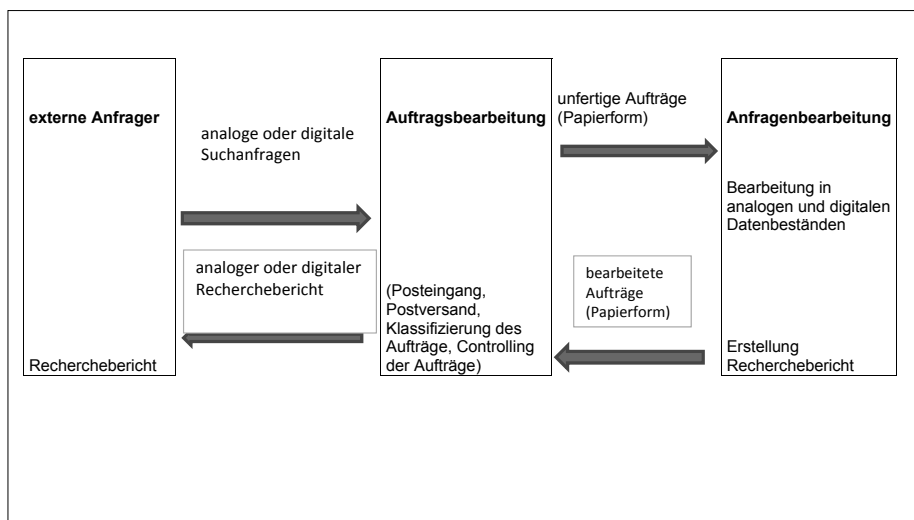 externe Anfrager
analoge oder digitale
Suchanfragen
analoger oder digitaler
Recherchebericht
Recherchebericht
Auftragsbearbeitung
(Posteingang,
Postversand,
Klassifizierung des
Aufträge, Controlling
der Aufträge)
unfertige Aufträge
(Papierform)
bearbeitete
Aufträge
(Papierform)
Anfragenbearbeitung
Bearbeitung in
analogen und digitalen
Datenbeständen
Erstellung
Recherchebericht